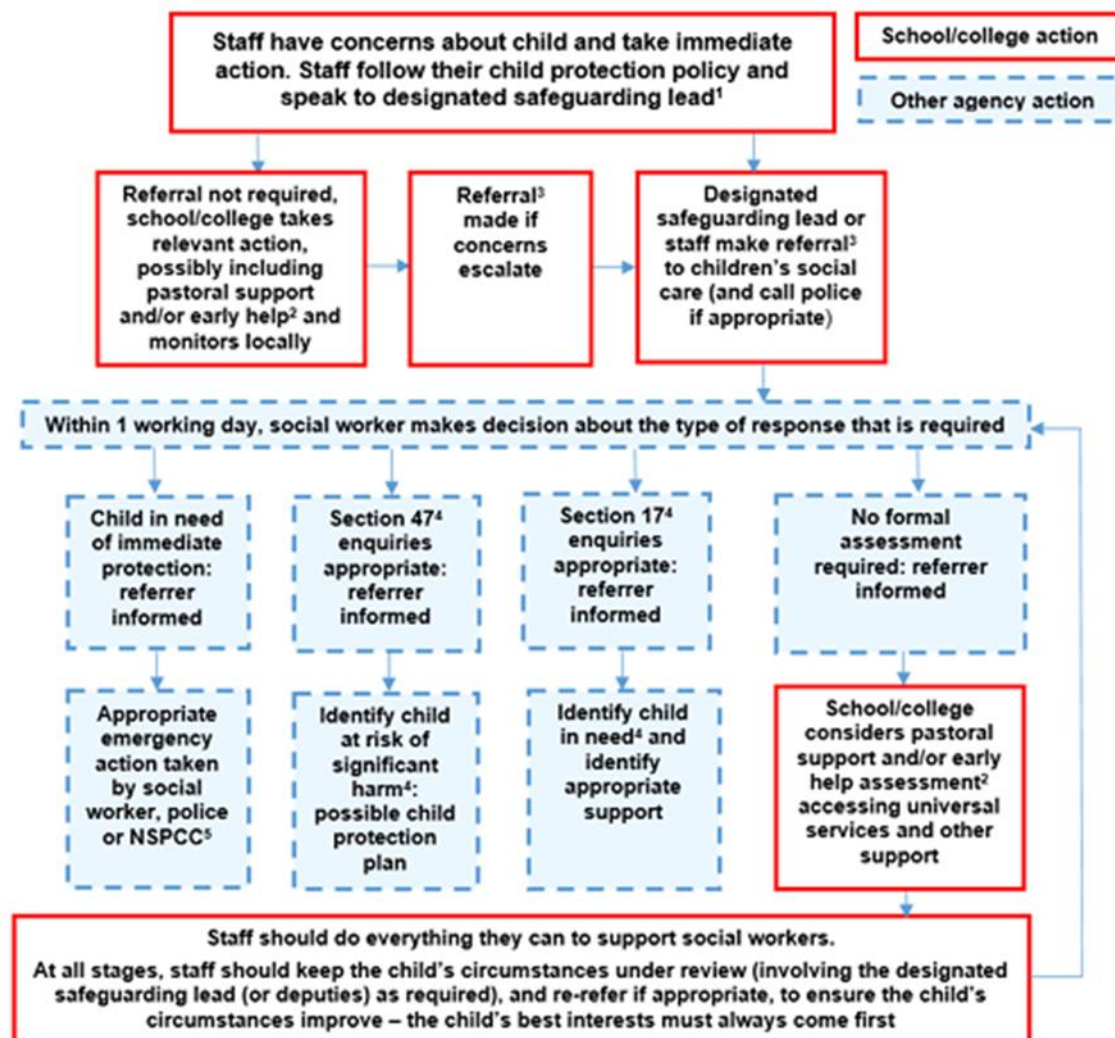 Staff have concerns about child and take immediate
action. Staff follow their child protection policy and
speak to designated safeguarding lead¹
School/college action
Other agency action
Referral not required,
school/college takes
relevant action,
possibly including
pastoral support
and/or early help² and
monitors locally
Referral³
made if
concerns
escalate
Designated
safeguarding lead or
staff make referral³
to children’s social
care (and call police
if appropriate)
Within 1 working day, social worker makes decision about the type of response that is required
Child in need
of immediate
protection:
referrer
informed
Section 47⁴
enquiries
appropriate:
referrer
informed
Section 17⁴
enquiries
appropriate:
referrer
informed
No formal
assessment
required: referrer
informed
Appropriate
emergency
action taken
by social
worker, police
or NSPCC⁵
Identify child
at risk of
significant
harm⁴:
possible child
protection
plan
Identify child
in need⁴ and
identify
appropriate
support
School/college
considers pastoral
support and/or early
help assessment²
accessing universal
services and other
support
Staff should do everything they can to support social workers.
At all stages, staff should keep the child’s circumstances under review (involving the designated
safeguarding lead (or deputies) as required), and re-refer if appropriate, to ensure the child’s
circumstances improve – the child’s best interests must always come first